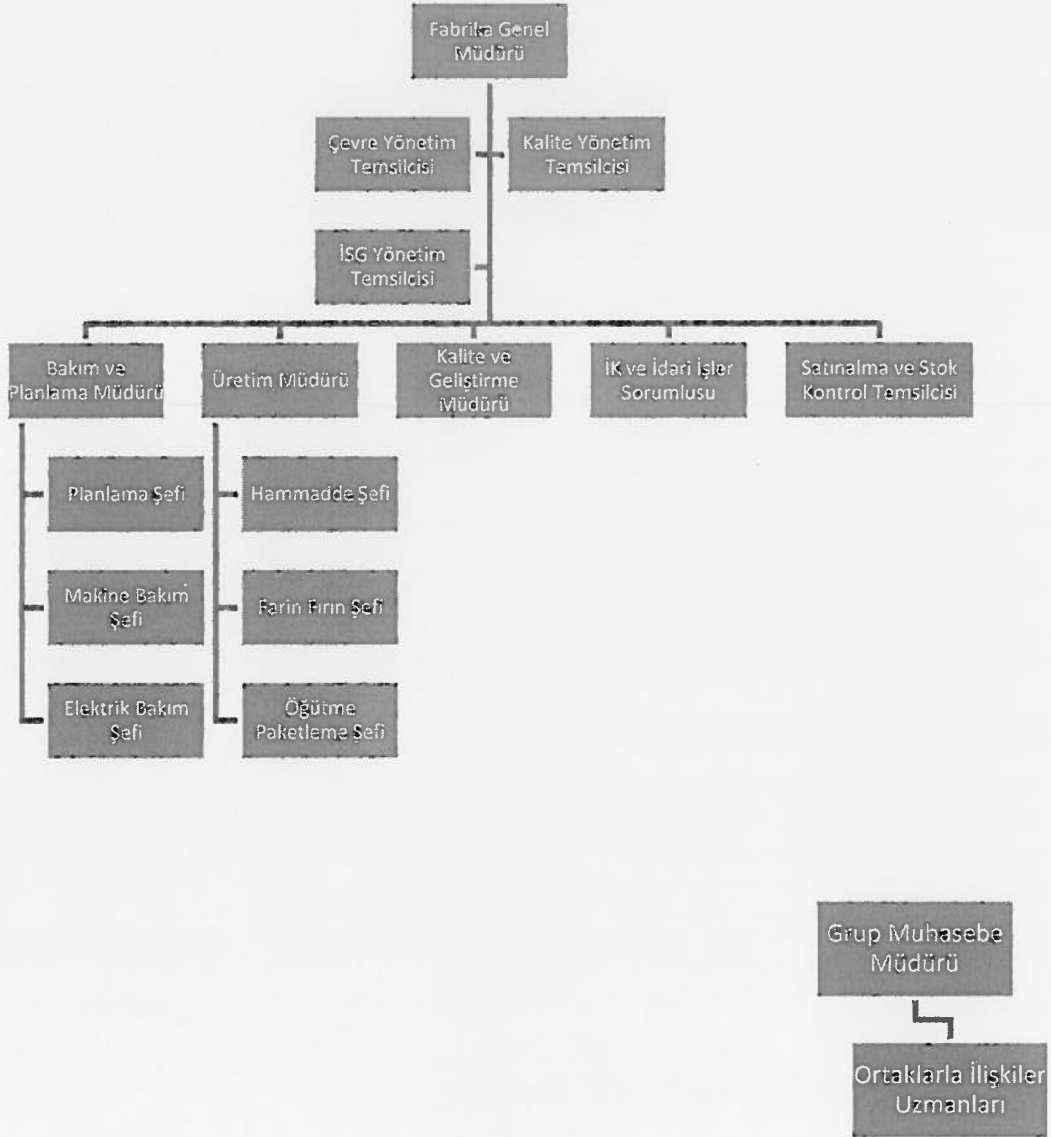 Fabrika Genel
Müdürü
Çevre Yönetim
Temsilcisi
Kalite Yönetim
Temsilcisi
İSG Yönetim
Temsilcisi
Bakım ve
Planlama Müdürü
Üretim Müdürü
Kalite ve
Geliştirme
Müdürü
İK ve İdari İşler
Sorumlusu
Satınalma ve Stok
Kontrol Temsilcisi
Planlama Şefi
Hammadde Şefi
Makine Bakım
Şefi
Farin Fırın Şefi
Elektrik Bakım
Şefi
Öğütme
Paketleme Şefi
Grup Muhasebe
Müdürü
Ortaklarla İlişkiler
Uzmanları